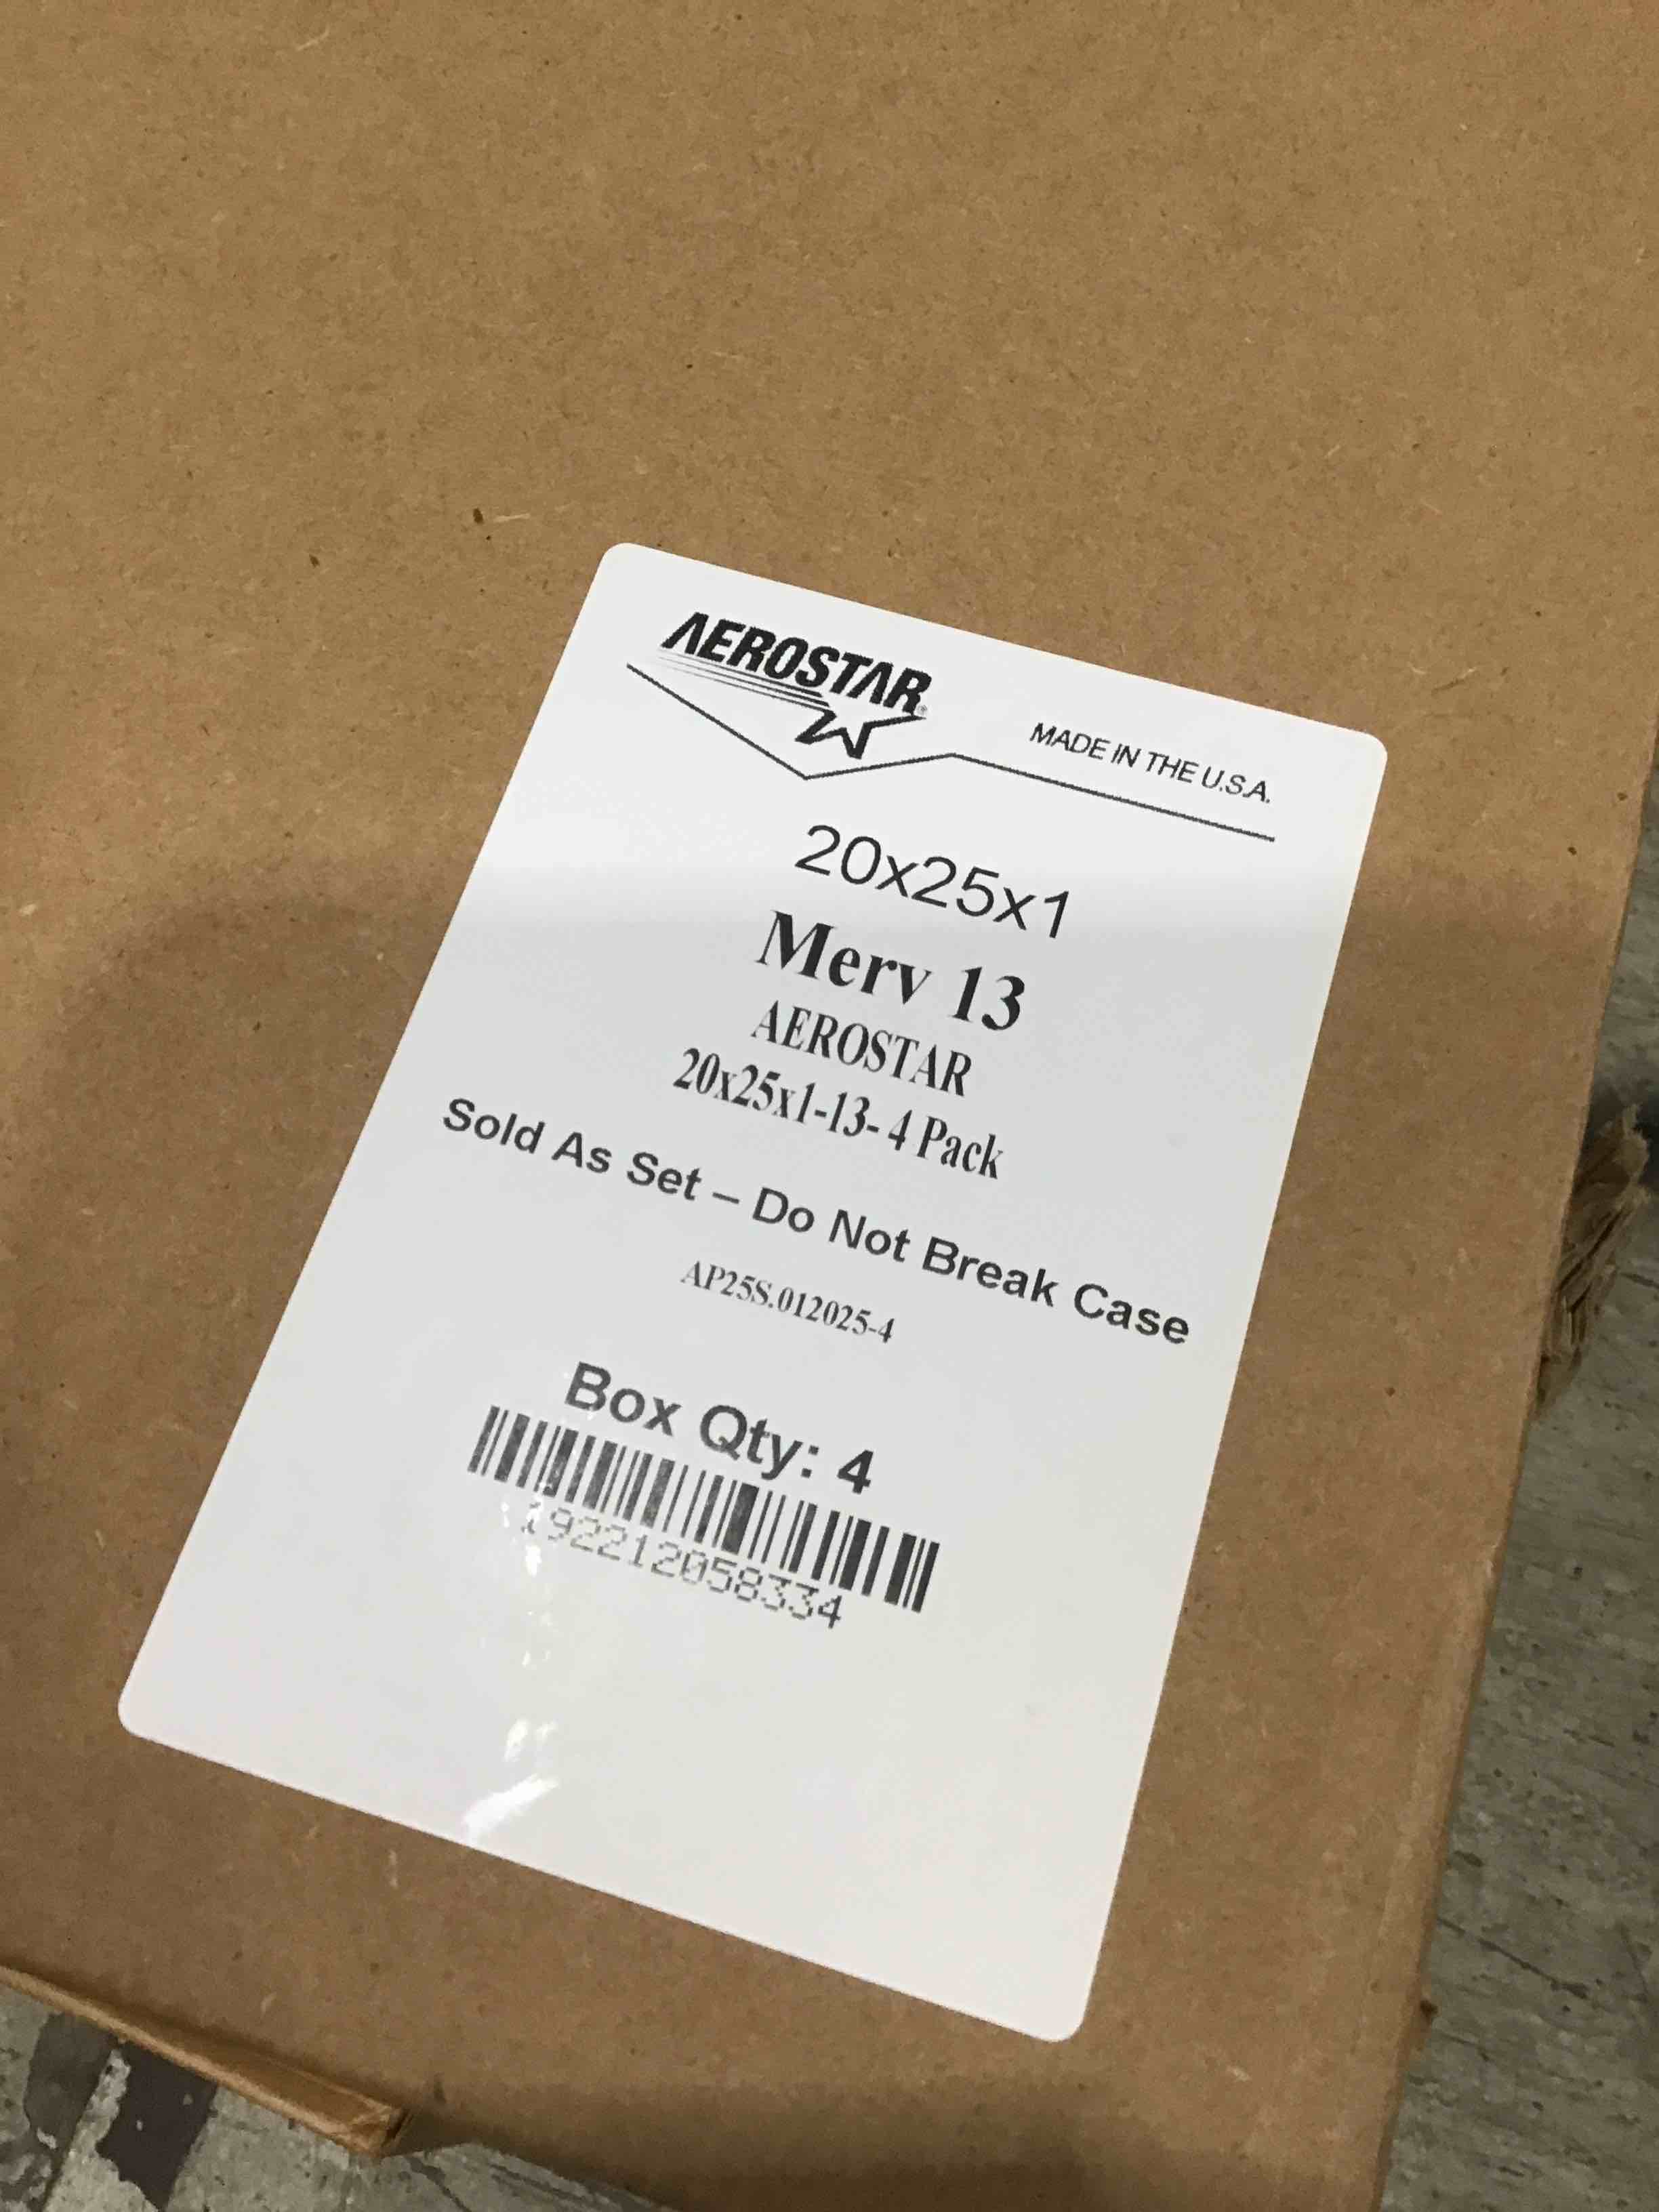 AEROSTAR®
MADE IN THE U.S.A.
20x25x1
Merv 13
AEROSTAR
20x25x1-13- 4 Pack
Sold As Set – Do Not Break Case
AP25S.012025-4
Box Qty: 4
192212058334